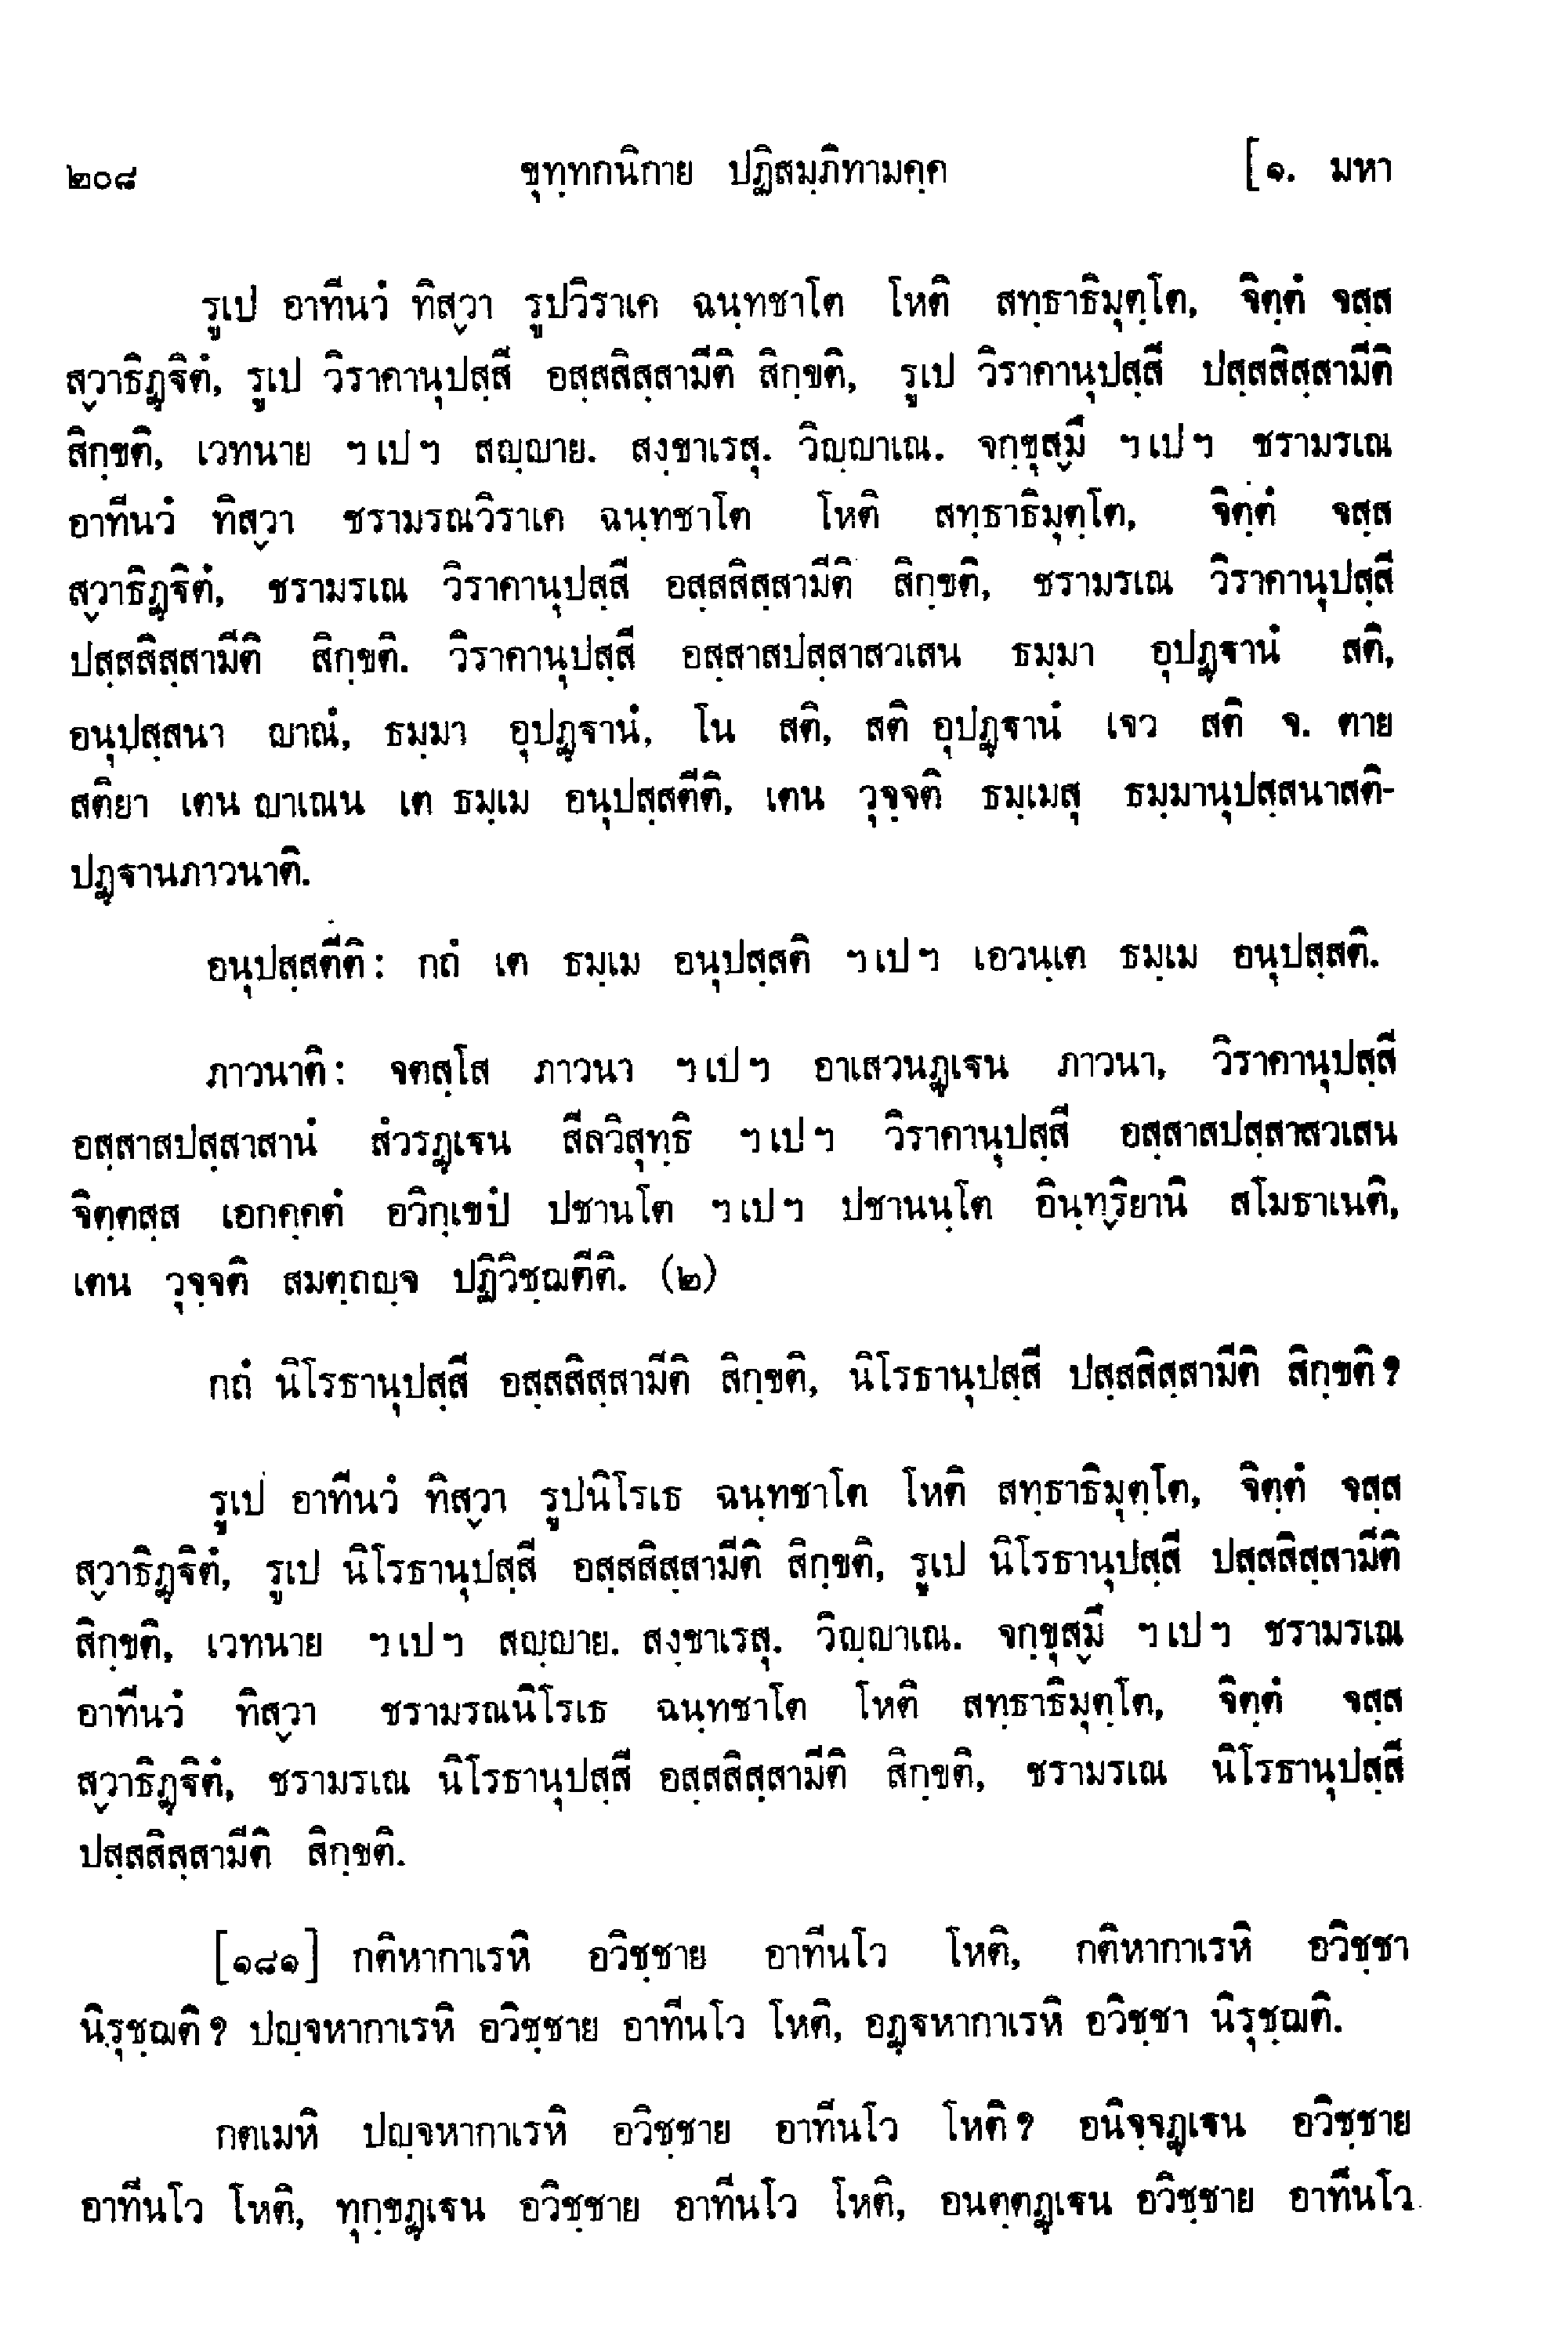 ๒๐๘ ขุทฺทกนิกาย ปฏิสมฺภิทามคฺค [๑. มหา
รูเป อาทีนวํ ทิสฺวา รูปวิราเค ฉนฺทชาโต โหติ สทฺธาธิมุตฺโต, จิตฺตํ จสฺส
สฺวาธิฏฺฐิตํ, รูเป วิราคานุปสฺสี อสฺสสิสฺสามีติ สิกฺขติ, รูเป วิราคานุปสฺสี ปสฺสสิสฺสามีติ
สิกฺขติ, เวทนาย ฯ เป ฯ สญฺญาย. สงฺขาเรสุ. วิญฺญาเณ. จกฺขุสฺมึ ฯ เป ฯ ชรามรเณ
อาทีนวํ ทิสฺวา ชรามรณวิราเค ฉนฺทชาโต โหติ สทฺธาธิมุตฺโต, จิตฺตํ จสฺส
สฺวาธิฏฺฐิตํ, ชรามรเณ วิราคานุปสฺสี อสฺสสิสฺสามีติ สิกฺขติ, ชรามรเณ วิราคานุปสฺสี
ปสฺสสิสฺสามีติ สิกฺขติ. วิราคานุปสฺสี อสฺสาสปสฺสาสวเสน ธมฺมา อุปฏฺฐานํ สติ,
อนุปสฺสนา ญาณํ, ธมฺมา อุปฏฺฐานํ, โน สติ, สติ อุปฏฺฐานํ เจว สติ จ. ตาย
สติยา เตน ญาเณน เต ธมฺเม อนุปสฺสตีติ, เตน วุจฺจติ ธมฺเมสุ ธมฺมานุปสฺสนาสติ-
ปฏฺฐานภาวนาติ.
อนุปสฺสตีติ: กถํ เต ธมฺเม อนุปสฺสติ ฯ เป ฯ เอวนฺเต ธมฺเม อนุปสฺสติ.
ภาวนาติ: จตสฺโส ภาวนา ฯ เป ฯ อาเสวนฏฺเฐน ภาวนา, วิราคานุปสฺสี
อสฺสาสปสฺสาสานํ สํวรฏฺเฐน สีลวิสุทฺธิ ฯ เป ฯ วิราคานุปสฺสี อสฺสาสปสฺสาสวเสน
จิตฺตสฺส เอกคฺคตํ อวิกฺเขปํ ปชานโต ฯ เป ฯ ปชานนฺโต อินฺทฺริยานิ สโมธาเนติ,
เตน วุจฺจติ สมตฺถญฺจ ปฏิวิชฺฌตีติ. (๒)
กถํ นิโรธานุปสฺสี อสฺสสิสฺสามีติ สิกฺขติ, นิโรธานุปสฺสี ปสฺสสิสฺสามีติ สิกฺขติ ?
รูเป อาทีนวํ ทิสฺวา รูปนิโรเธ ฉนฺทชาโต โหติ สทฺธาธิมุตฺโต, จิตฺตํ จสฺส
สฺวาธิฏฺฐิตํ, รูเป นิโรธานุปสฺสี อสฺสสิสฺสามีติ สิกฺขติ, รูเป นิโรธานุปสฺสี ปสฺสสิสฺสามีติ
สิกฺขติ, เวทนาย ฯ เป ฯ สญฺญาย. สงฺขาเรสุ. วิญฺญาเณ. จกฺขุสฺมึ ฯ เป ฯ ชรามรเณ
อาทีนวํ ทิสฺวา ชรามรณนิโรเธ ฉนฺทชาโต โหติ สทฺธาธิมุตฺโต, จิตฺตํ จสฺส
สฺวาธิฏฺฐิตํ, ชรามรเณ นิโรธานุปสฺสี อสฺสสิสฺสามีติ สิกฺขติ, ชรามรเณ นิโรธานุปสฺสี
ปสฺสสิสฺสามีติ สิกฺขติ.
[๑๘๑] กติหากาเรหิ อวิชฺชาย อาทีนโว โหติ, กติหากาเรหิ อวิชฺชา
นิรุชฺฌติ ? ปญฺจหากาเรหิ อวิชฺชาย อาทีนโว โหติ, อฏฺฐหากาเรหิ อวิชฺชา นิรุชฺฌติ.
กตเมหิ ปญฺจหากาเรหิ อวิชฺชาย อาทีนโว โหติ ? อนิจฺจฏฺเฐน อวิชฺชาย
อาทีนโว โหติ, ทุกฺขฏฺเฐน อวิชฺชาย อาทีนโว โหติ, อนตฺตฏฺเฐน อวิชฺชาย อาทีนโว